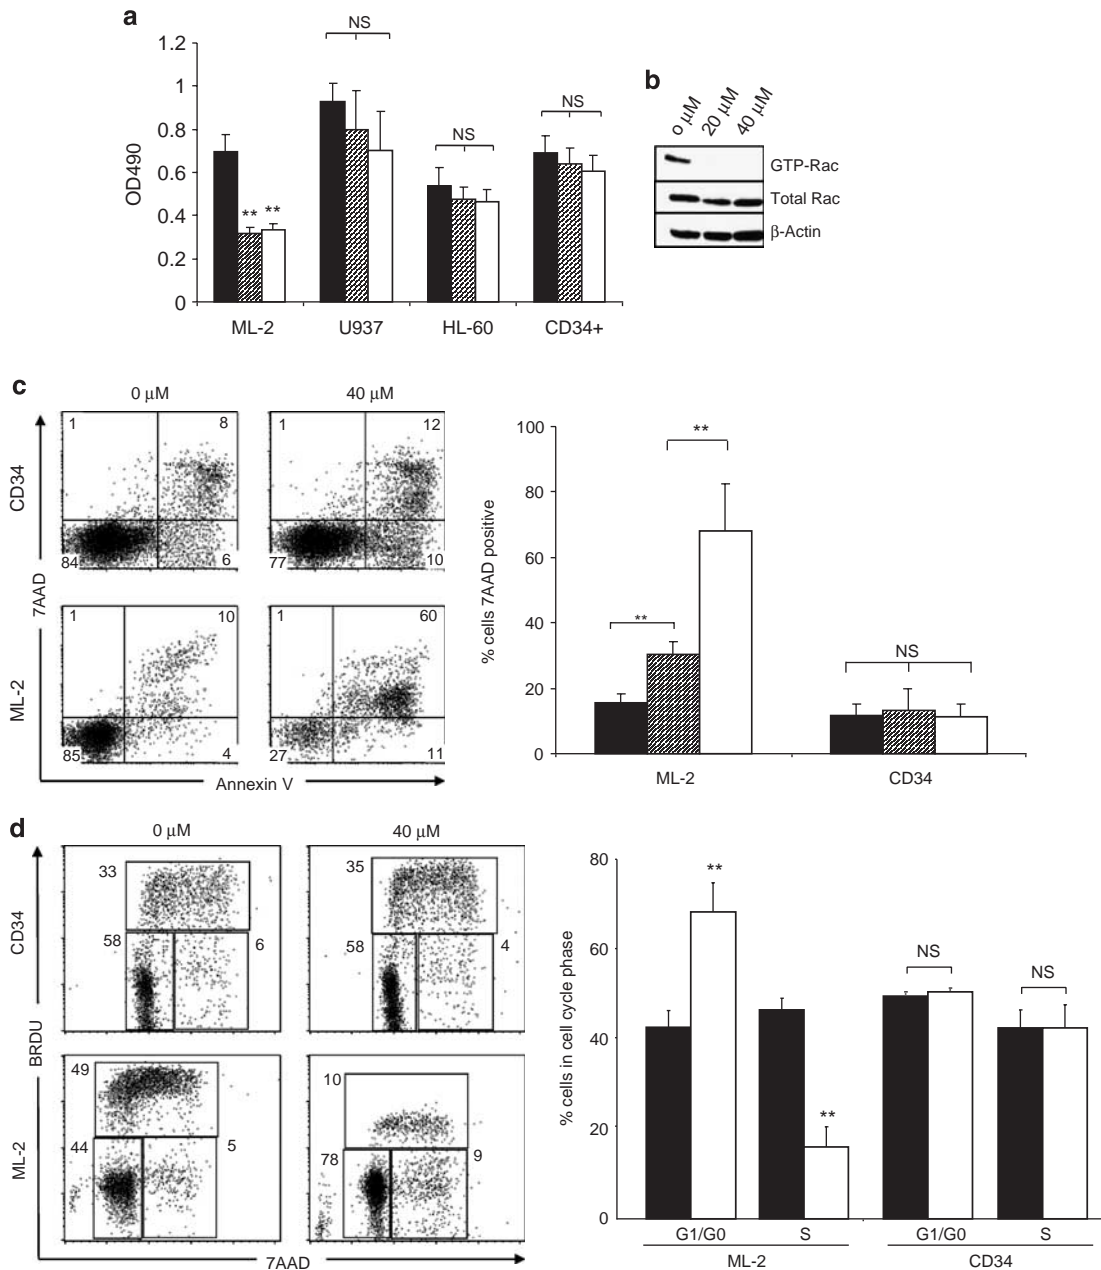 a
NS
1.2
1
0.8
0.6
0.4
0.2
0
OD490
** **
NS
NS
ML-2 U937 HL-60 CD34+
b
0 µM 20 µM 40 µM
GTP-Rac
Total Rac
β-Actin
c
0 µM 40 µM
CD34
1 8
84 6
1 12
77 10
7AAD
ML-2
1 10
85 4
1 60
27 11
Annexin V
100
80
60
40
20
0
% cells 7AAD positive
**
**
NS
ML-2 CD34
d
0 µM 40 µM
CD34
33
58 6
35
58 4
BRDU
ML-2
49
44 5
10
78 9
7AAD
80
60
40
20
0
% cells in cell cycle phase
**
**
NS
NS
G1/G0 S G1/G0 S
ML-2 CD34